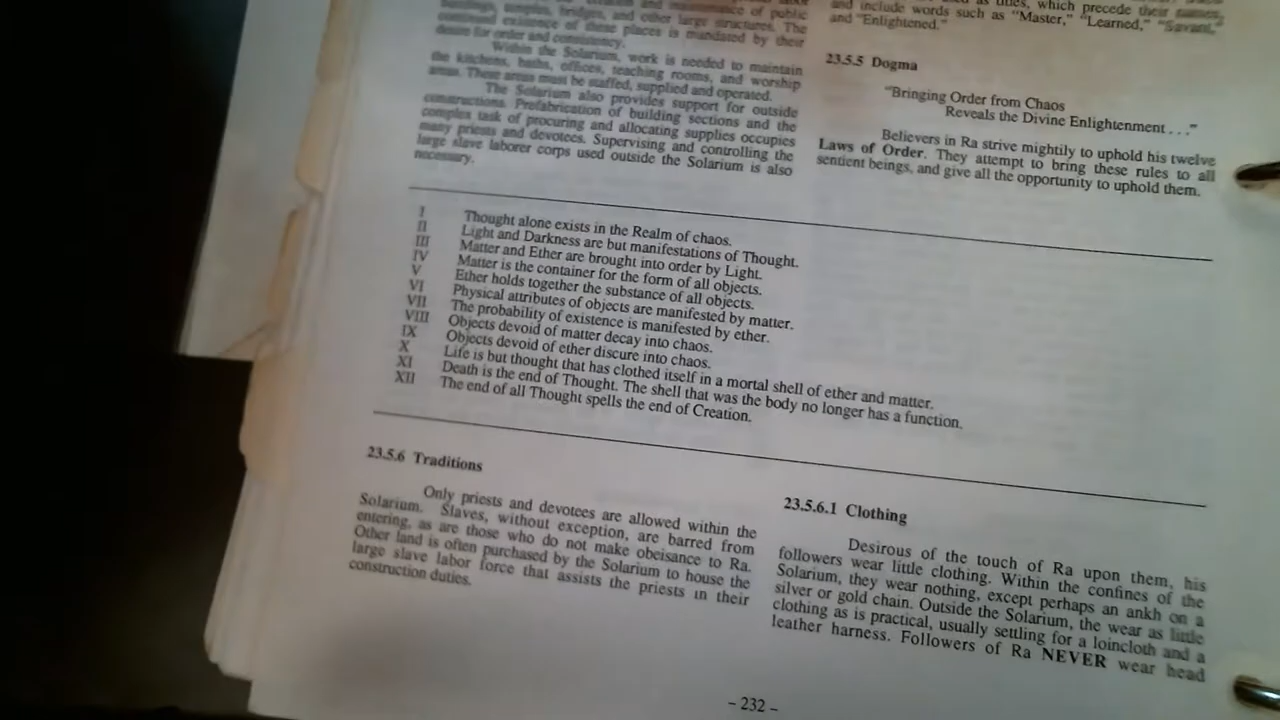 and maintenance of public
buildings, temples, bridges, and other large structures. The
continued existence of these places is mandated by their
desire for order and consistency.
Within the Solarium, work is needed to maintain
the kitchens, baths, offices, teaching rooms, and worship
areas. These areas must be staffed, supplied and operated.
The Solarium also provides support for outside
constructions. Prefabrication of building sections and the
complex task of procuring and allocating supplies occupies
many priests and devotees. Supervising and controlling the
large slave laborer corps used outside the Solarium is also
necessary.
titles, which precede their names,
and include words such as "Master," "Learned," "Savant,"
and "Enlightened."
23.5.5 Dogma
"Bringing Order from Chaos
Reveals the Divine Enlightenment . . ."
Believers in Ra strive mightily to uphold his twelve
Laws of Order. They attempt to bring these rules to all
sentient beings, and give all the opportunity to uphold them.
I Thought alone exists in the Realm of chaos.
II Light and Darkness are but manifestations of Thought.
III Matter and Ether are brought into order by Light.
IV Matter is the container for the form of all objects.
V Ether holds together the substance of all objects.
VI Physical attributes of objects are manifested by matter.
VII The probability of existence is manifested by ether.
VIII Objects devoid of matter decay into chaos.
IX Objects devoid of ether discure into chaos.
X Life is but thought that has clothed itself in a mortal shell of ether and matter.
XI Death is the end of Thought. The shell that was the body no longer has a function.
XII The end of all Thought spells the end of Creation.
23.5.6 Traditions
Only priests and devotees are allowed within the
Solarium. Slaves, without exception, are barred from
entering, as are those who do not make obeisance to Ra.
Other land is often purchased by the Solarium to house the
large slave labor force that assists the priests in their
construction duties.
23.5.6.1 Clothing
Desirous of the touch of Ra upon them, his
followers wear little clothing. Within the confines of the
Solarium, they wear nothing, except perhaps an ankh on a
silver or gold chain. Outside the Solarium, the wear as little
clothing as is practical, usually settling for a loincloth and a
leather harness. Followers of Ra NEVER wear head
- 232 -